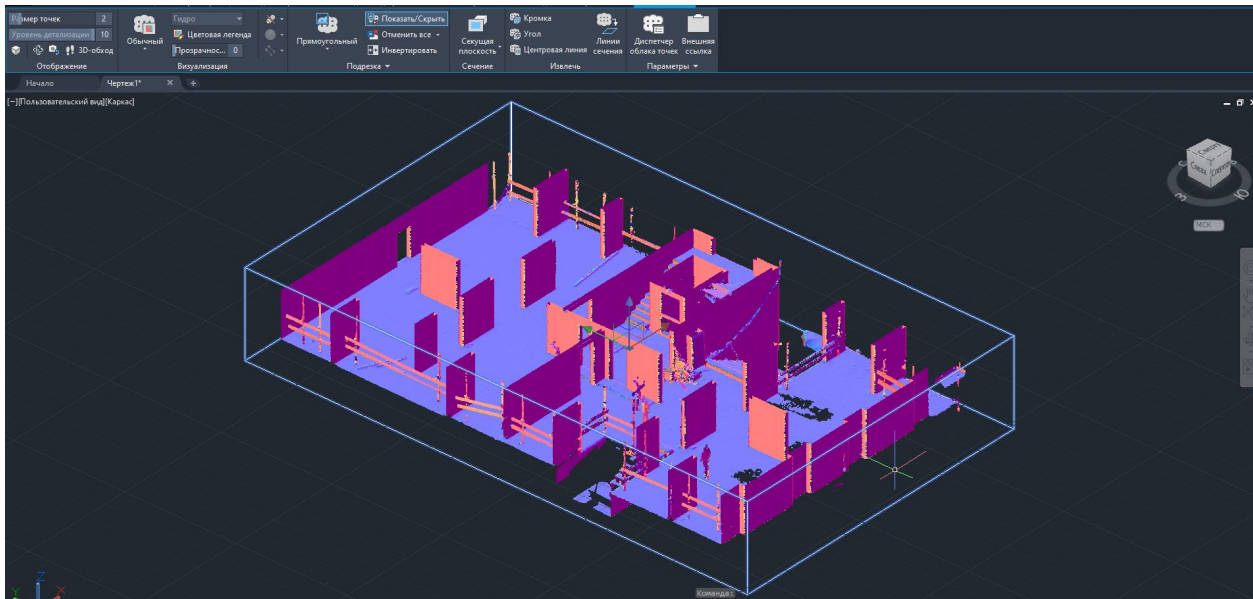 Размер точек 2
Уровень детализации 10
3D-обход
Отображение
Обычный
Гидро
Цветовая легенда
Прозрачнос... 0
Визуализация
Прямоугольный
Показать/Скрыть
Отменить все
Инвертировать
Подрезка
Секущая плоскость
Сечение
Кромка
Угол
Центровая линия
Линии сечения
Извлечь
Диспетчер облака точек
Внешняя ссылка
Параметры
Начало
Чертеж1*
[−][Пользовательский вид][Каркас]
Сверху
Слева
З
Ю
МСК
Команда:
Z
Y
X